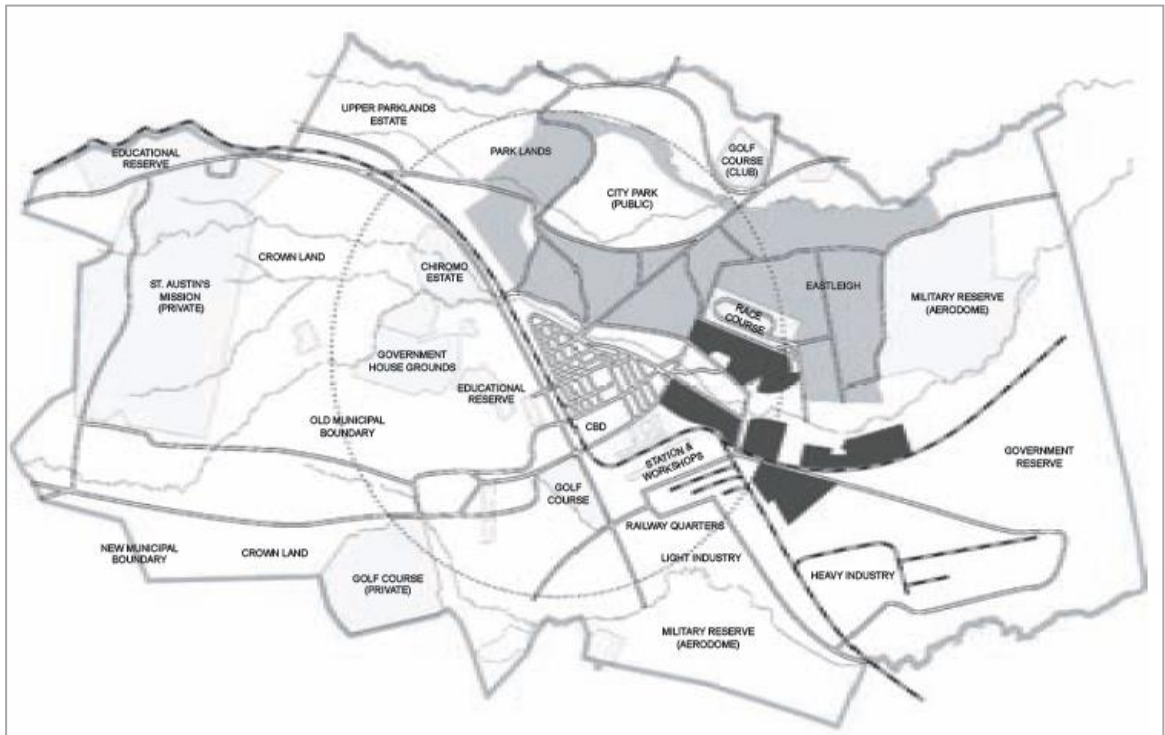 UPPER PARKLANDS
ESTATE
EDUCATIONAL
RESERVE
PARK LANDS
GOLF
COURSE
(CLUB)
CITY PARK
(PUBLIC)
CROWN LAND
CHIROMO
ESTATE
ST. AUSTIN'S
MISSION
(PRIVATE)
EASTLEIGH
MILITARY RESERVE
(AERODOME)
RACE
COURSE
GOVERNMENT
HOUSE GROUNDS
EDUCATIONAL
RESERVE
OLD MUNICIPAL
BOUNDARY
CBD
STATION &
WORKSHOPS
GOVERNMENT
RESERVE
GOLF
COURSE
RAILWAY QUARTERS
NEW MUNICIPAL
BOUNDARY
CROWN LAND
LIGHT INDUSTRY
GOLF COURSE
(PRIVATE)
HEAVY INDUSTRY
MILITARY RESERVE
(AERODOME)